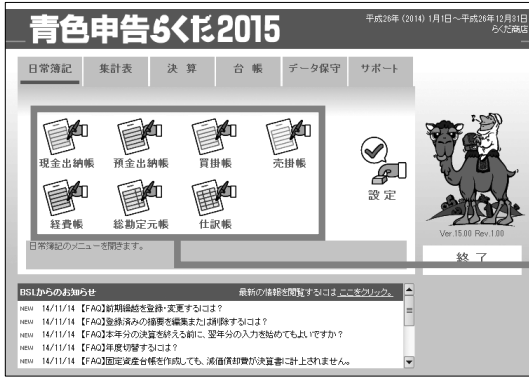 青色申告らくだ2015
平成26年 (2014) 1月1日～平成26年12月31日
らくだ商店
日常簿記 集計表 決 算 台 帳 データ保守 サポート
現金出納帳 預金出納帳 買掛帳 売掛帳
経費帳 総勘定元帳 仕訳帳
設 定
日常簿記のメニューを開きます。
Ver.15.00 Rev.1.00
終 了
BSLからのお知らせ 最新の情報を閲覧するには ここをクリック。
NEW 14/11/14 【FAQ】前期繰越を登録・変更するには？
NEW 14/11/14 【FAQ】登録済みの摘要を編集または削除するには？
NEW 14/11/14 【FAQ】本年分の決算を終える前に、翌年分の入力を始めてもよいですか？
NEW 14/11/14 【FAQ】年度切替するには？
NEW 14/11/14 【FAQ】固定資産台帳を作成しても、減価償却費が決算書に計上されません。